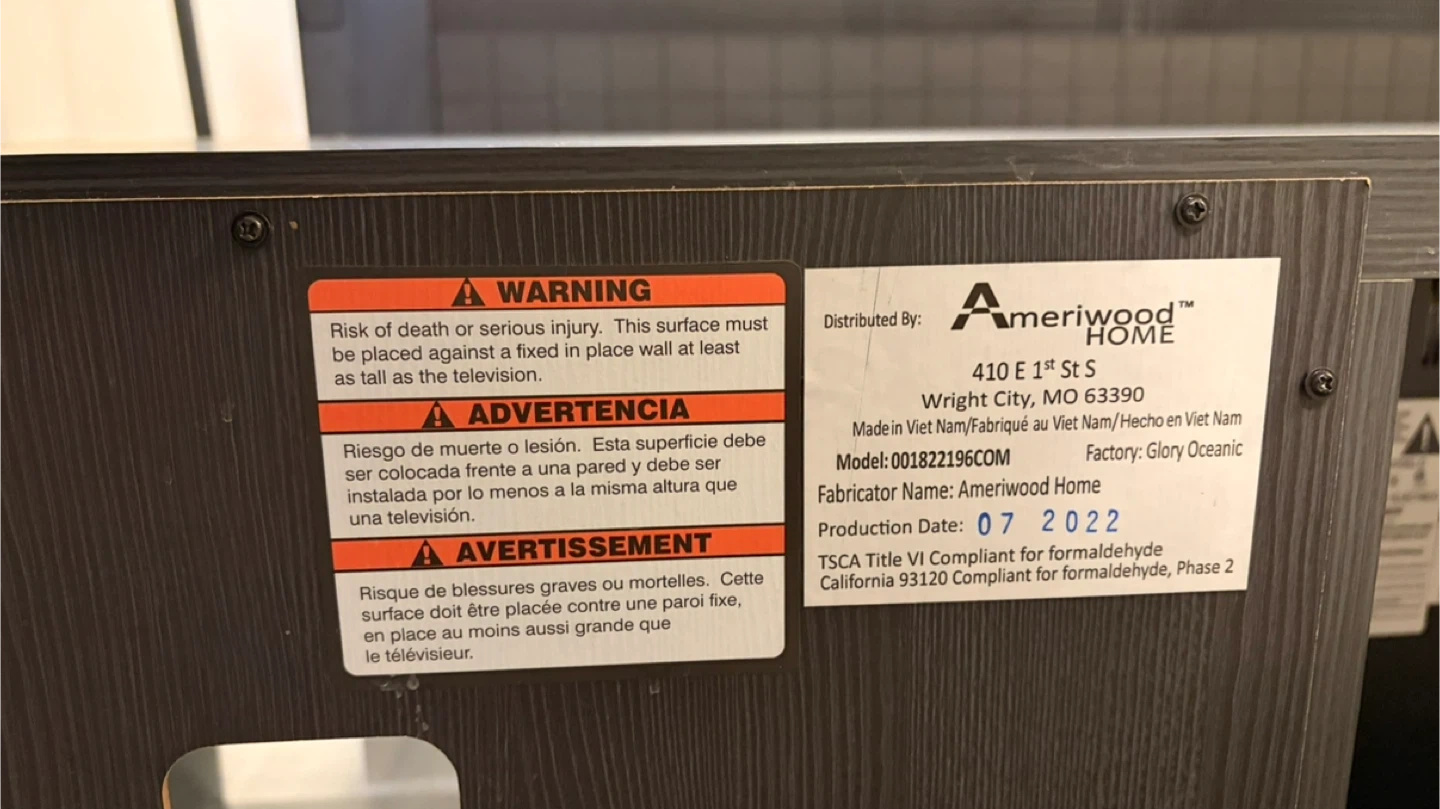 WARNING
Risk of death or serious injury. This surface must
be placed against a fixed in place wall at least
as tall as the television.
ADVERTENCIA
Riesgo de muerte o lesión. Esta superficie debe
ser colocada frente a una pared y debe ser
instalada por lo menos a la misma altura que
una televisión.
AVERTISSEMENT
Risque de blessures graves ou mortelles. Cette
surface doit être placée contre une paroi fixe,
en place au moins aussi grande que
le télévisieur.
Distributed By: Ameriwood™
HOME
410 E 1st St S
Wright City, MO 63390
Made in Viet Nam/Fabriqué au Viet Nam/Hecho en Viet Nam
Model: 001822196COM Factory: Glory Oceanic
Fabricator Name: Ameriwood Home
Production Date: 07 2022
TSCA Title VI Compliant for formaldehyde
California 93120 Compliant for formaldehyde, Phase 2